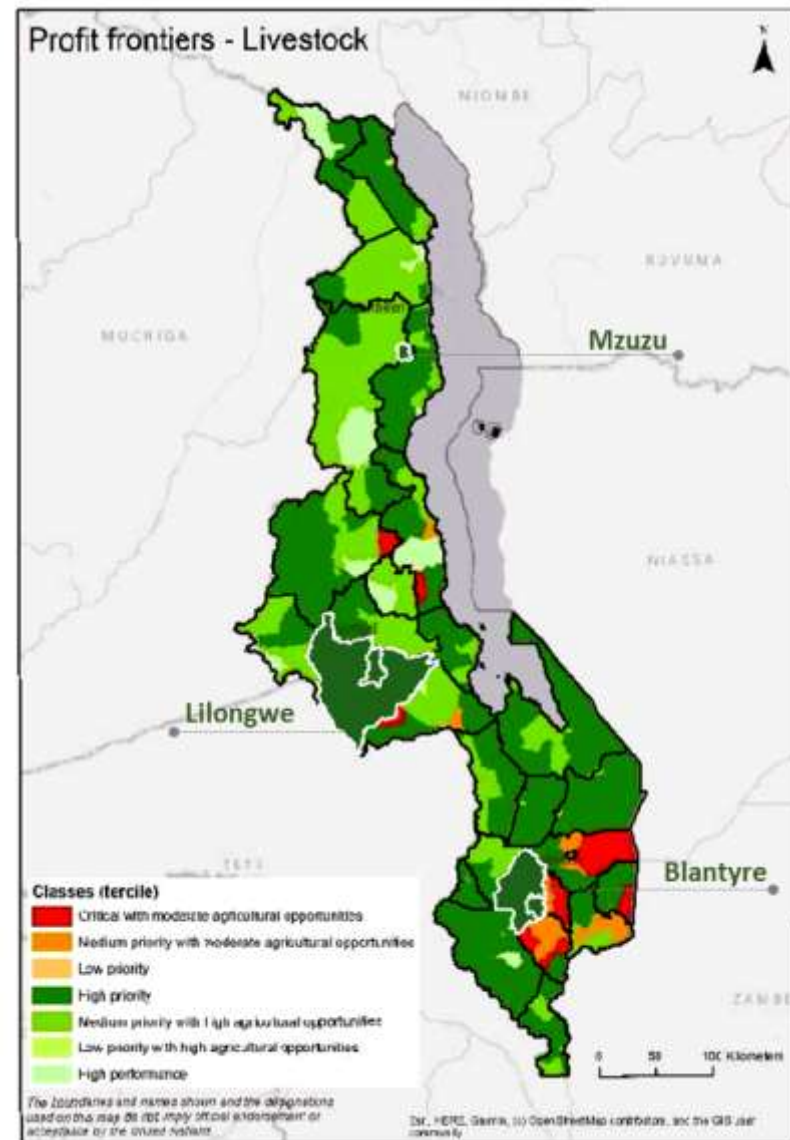 Profit frontiers - Livestock
N
NIOMBE
RUVUMA
MUCHIGA
Mzuzu
NIASSA
Lilongwe
TETE
Blantyre
ZAMBE
Classes (tercile)
Critical with moderate agricultural opportunities
Medium priority with moderate agricultural opportunities
Low priority
High priority
Medium priority with High agricultural opportunities
Low priority with high agricultural opportunities
High performance
0 50 100 Kilometers
The boundaries and names shown and the designations
used on this map do not imply official endorsement or
acceptance by the United Nations.
Esri, HERE, Garmin, (c) OpenStreetMap contributors, and the GIS user
community